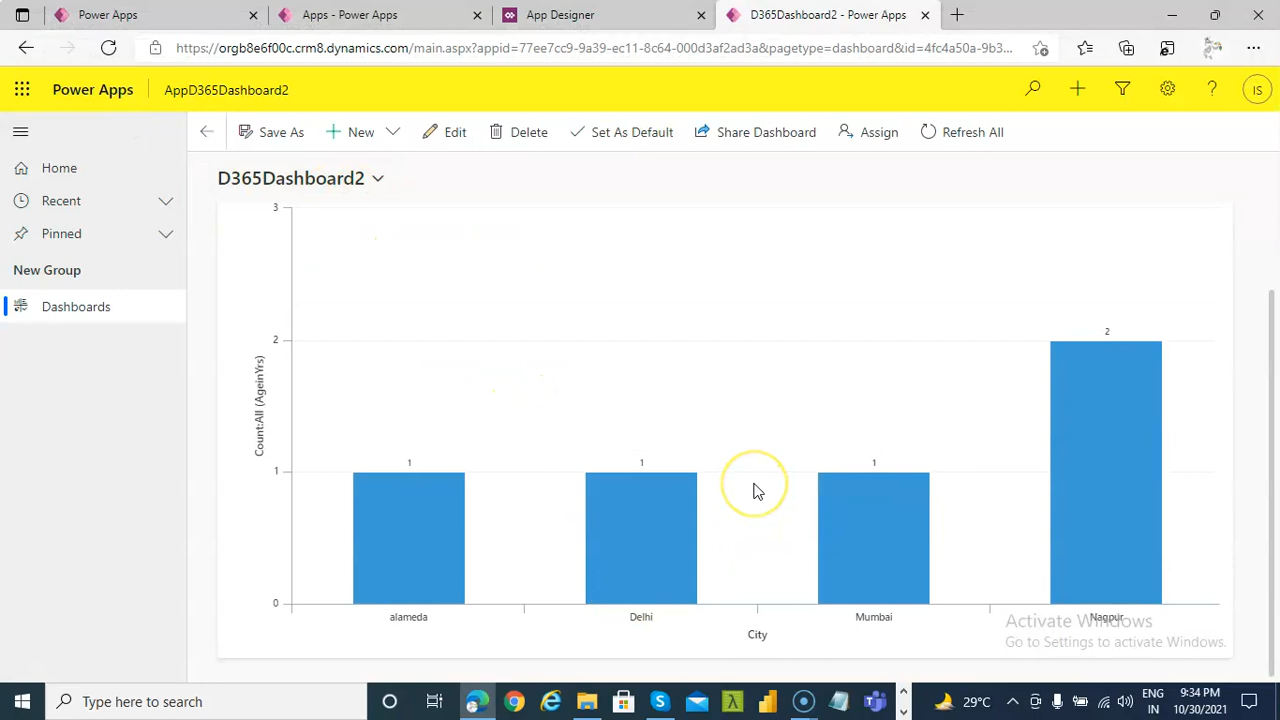 Power Apps
Apps - Power Apps
App Designer
D365Dashboard2 - Power Apps
https://orgb8e6f00c.crm8.dynamics.com/main.aspx?appid=77ee7cc9-9a39-ec11-8c64-000d3af2ad3a&pagetype=dashboard&id=4fc4a50a-9b3...
Power Apps
AppD365Dashboard2
IS
Save As
New
Edit
Delete
Set As Default
Share Dashboard
Assign
Refresh All
Home
Recent
Pinned
New Group
Dashboards
D365Dashboard2
3
2
1
0
Count:All (AgeinYrs)
1
1
1
2
alameda
Delhi
Mumbai
Nagpur
City
Activate Windows
Go to Settings to activate Windows.
Type here to search
29°C
ENG
IN
9:34 PM
10/30/2021